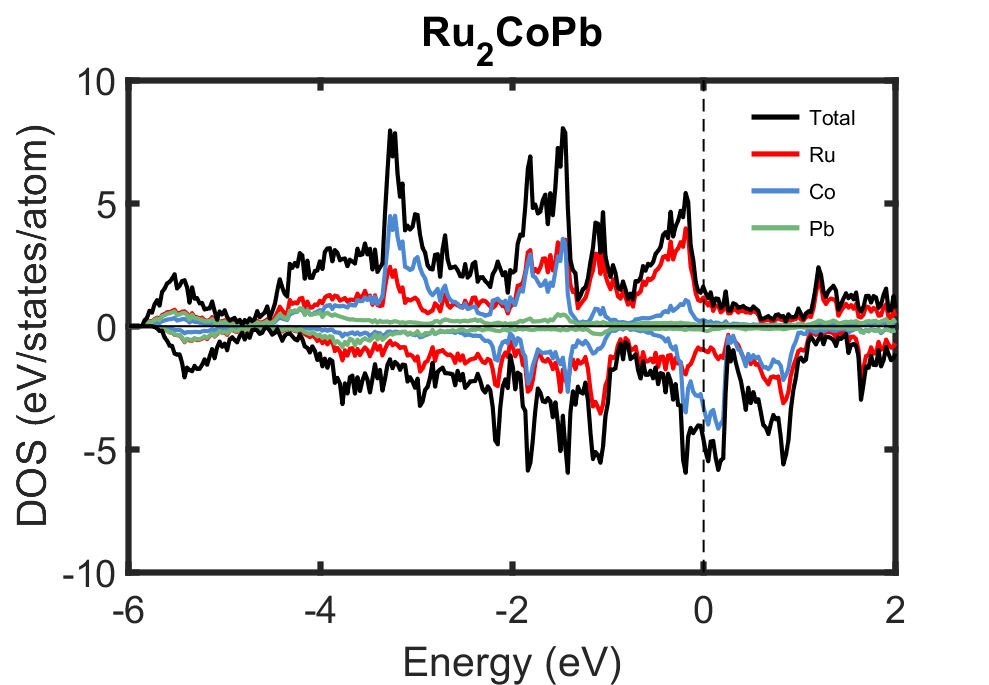 Ru₂CoPb
10
5
0
-5
-10
DOS (eV/states/atom)
Total
Ru
Co
Pb
-6 -4 -2 0 2
Energy (eV)